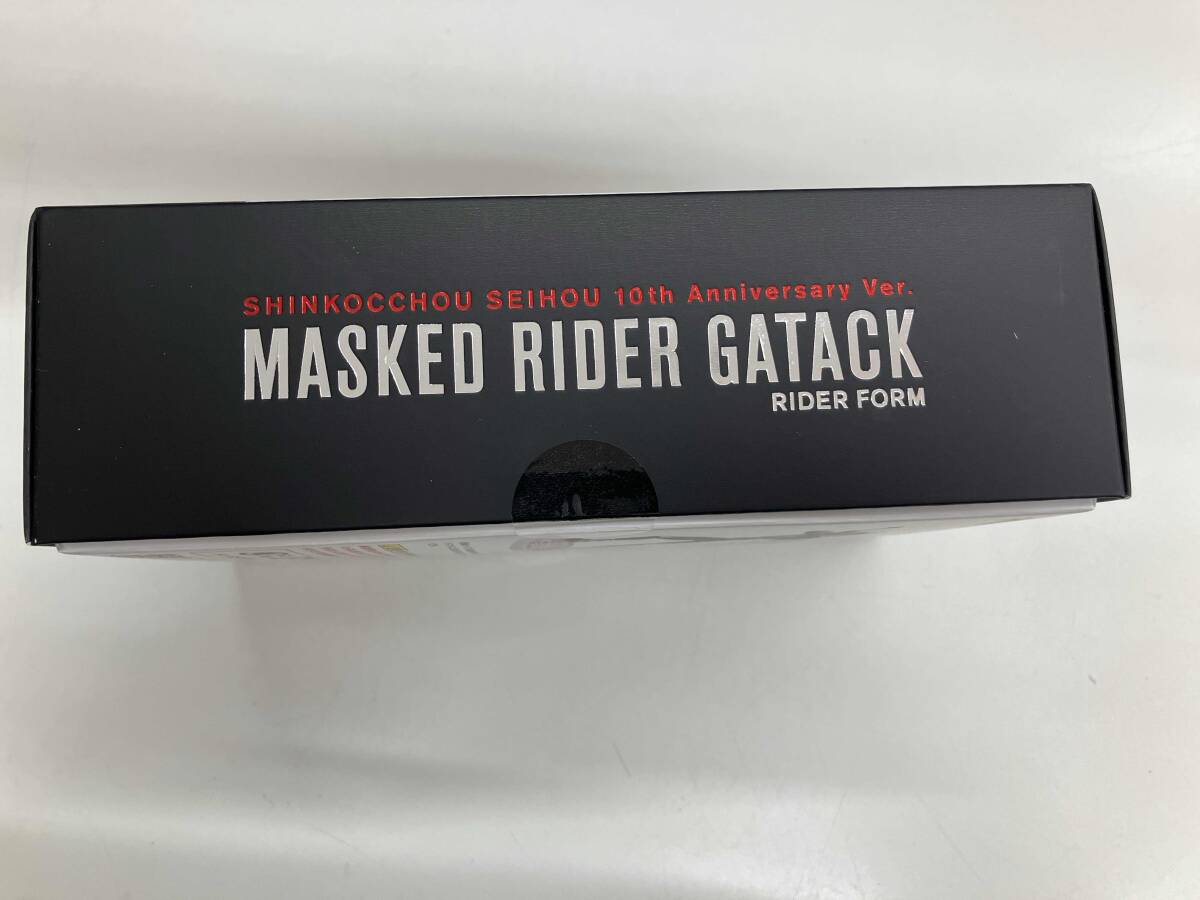 SHINKOCCHOU SEIHOU 10th Anniversary Ver.
MASKED RIDER GATACK
RIDER FORM